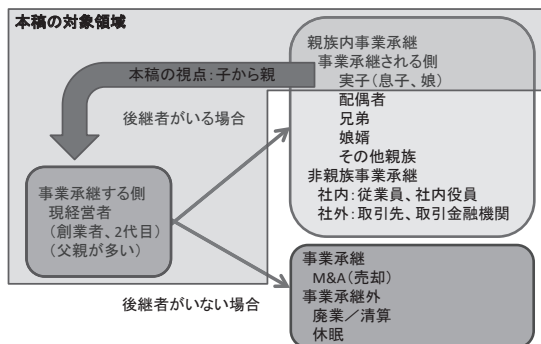 本稿の対象領域
本稿の視点:子から親
後継者がいる場合
親族内事業承継
事業承継される側
実子(息子、娘)
配偶者
兄弟
娘婿
その他親族
非親族事業承継
社内:従業員、社内役員
社外:取引先、取引金融機関
事業承継する側
現経営者
(創業者、2代目)
(父親が多い)
後継者がいない場合
事業承継
M&A(売却)
事業承継外
廃業/清算
休眠